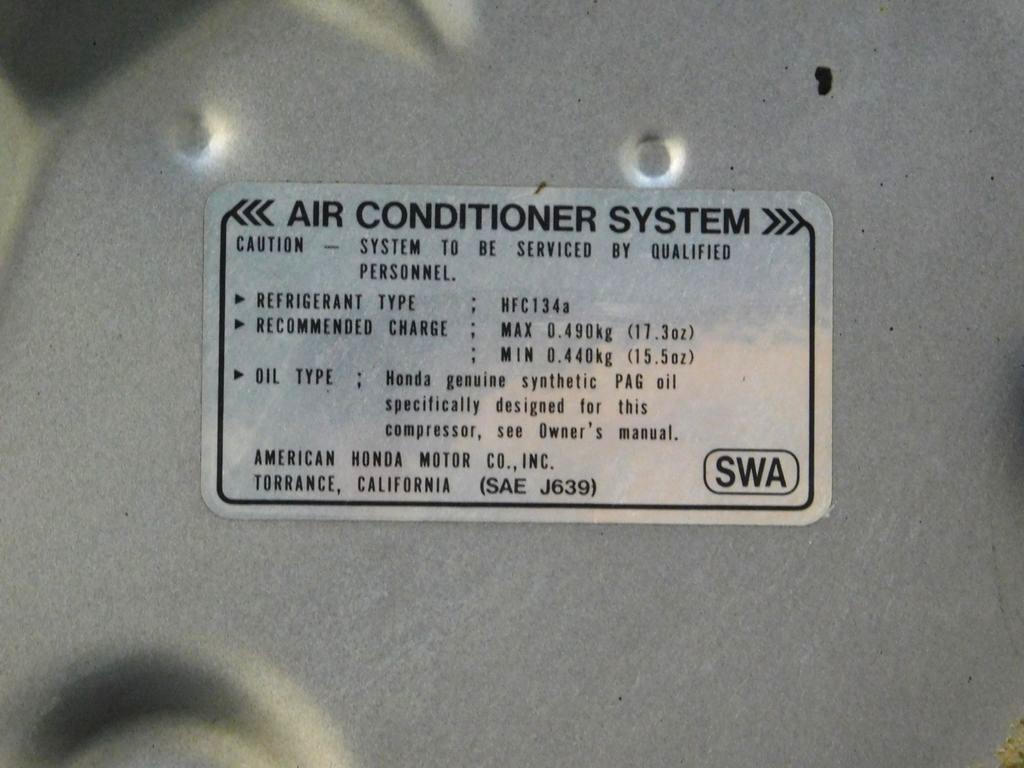 AIR CONDITIONER SYSTEM
CAUTION — SYSTEM TO BE SERVICED BY QUALIFIED
PERSONNEL.
▶ REFRIGERANT TYPE ; HFC134a
▶ RECOMMENDED CHARGE ; MAX 0.490kg (17.3oz)
; MIN 0.440kg (15.5oz)
▶ OIL TYPE ; Honda genuine synthetic PAG oil
specifically designed for this
compressor, see Owner's manual.
AMERICAN HONDA MOTOR CO.,INC.
TORRANCE, CALIFORNIA (SAE J639)
SWA